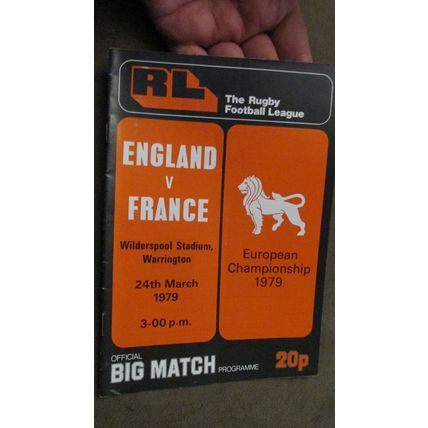 RL
The Rugby
Football League
ENGLAND
V
FRANCE
Wilderspool Stadium,
Warrington
24th March
1979
3-00 p.m.
European
Championship
1979
OFFICIAL
BIG MATCH PROGRAMME
20p